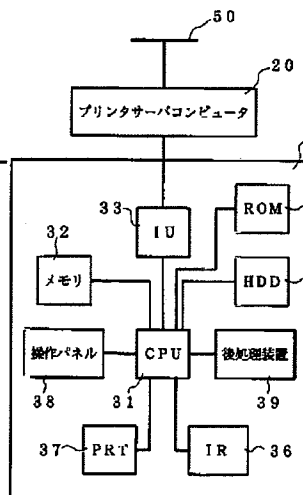 50
20
プリンタサーバコンピュータ
33
IU
ROM
32
メモリ
HDD
操作パネル
CPU
後処理装置
38
31
39
37
PRT
IR
36